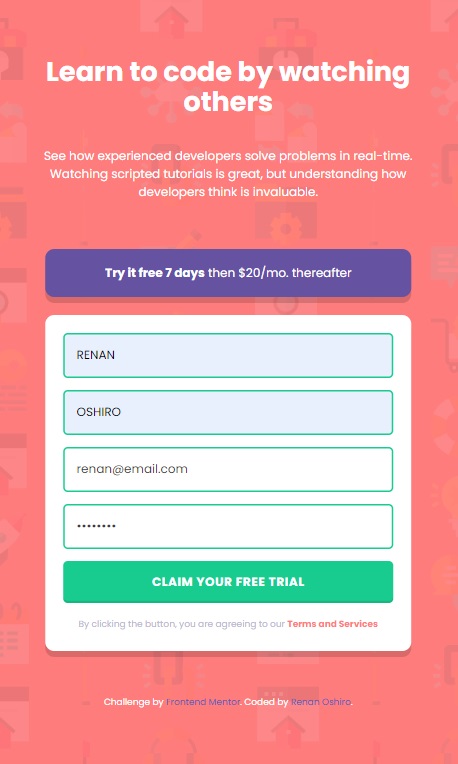 Learn to code by watching
others
See how experienced developers solve problems in real-time.
Watching scripted tutorials is great, but understanding how
developers think is invaluable.
Try it free 7 days then $20/mo. thereafter
RENAN
OSHIRO
renan@email.com
••••••••
CLAIM YOUR FREE TRIAL
By clicking the button, you are agreeing to our Terms and Services
Challenge by Frontend Mentor. Coded by Renan Oshiro.